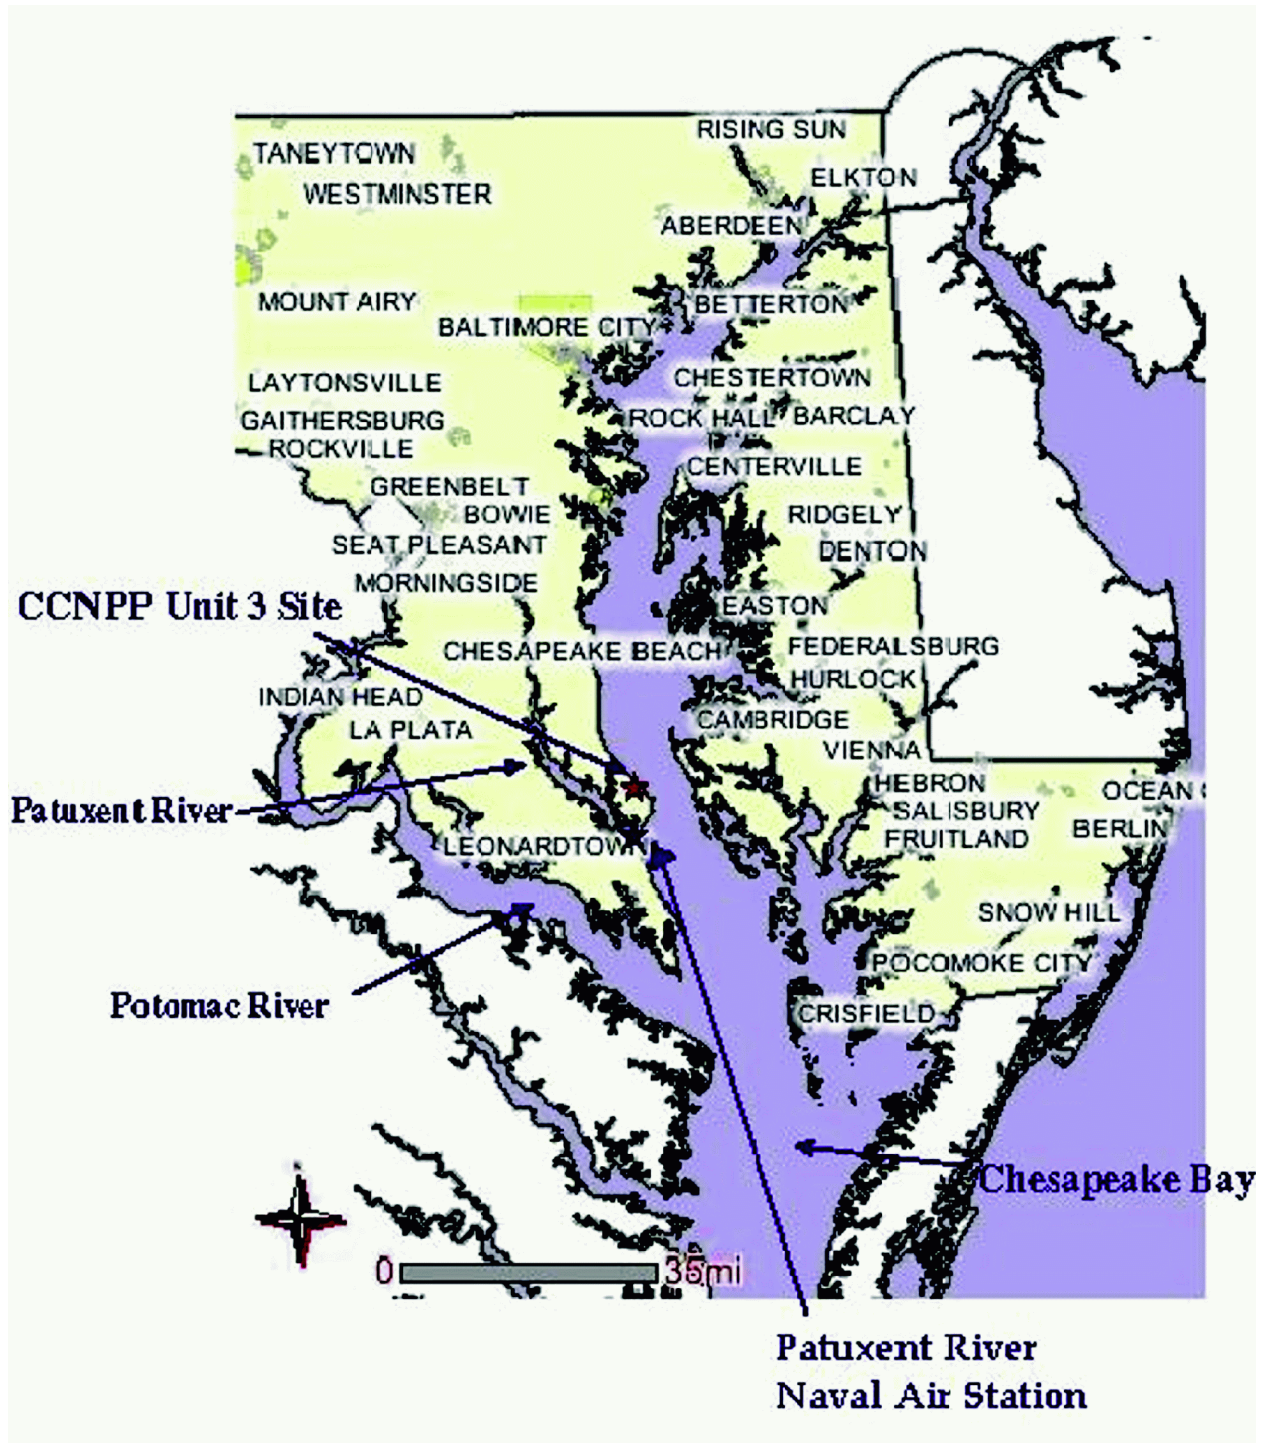 RISING SUN
TANEYTOWN
ELKTON
WESTMINSTER
ABERDEEN
MOUNT AIRY
BETTERTON
BALTIMORE CITY
LAYTONSVILLE
CHESTERTOWN
GAITHERSBURG
ROCK HALL
BARCLAY
ROCKVILLE
CENTERVILLE
GREENBELT
BOWIE
RIDGELY
SEAT PLEASANT
DENTON
MORNINGSIDE
CCNPP Unit 3 Site
EASTON
CHESAPEAKE BEACH
FEDERALSBURG
HURLOCK
INDIAN HEAD
CAMBRIDGE
LA PLATA
VIENNA
HEBRON
OCEAN
Patuxent River
SALISBURY
BERLIN
FRUITLAND
LEONARDTOWN
SNOW HILL
POCOMOKE CITY
Potomac River
CRISFIELD
Chesapeake Bay
0 35mi
Patuxent River
Naval Air Station